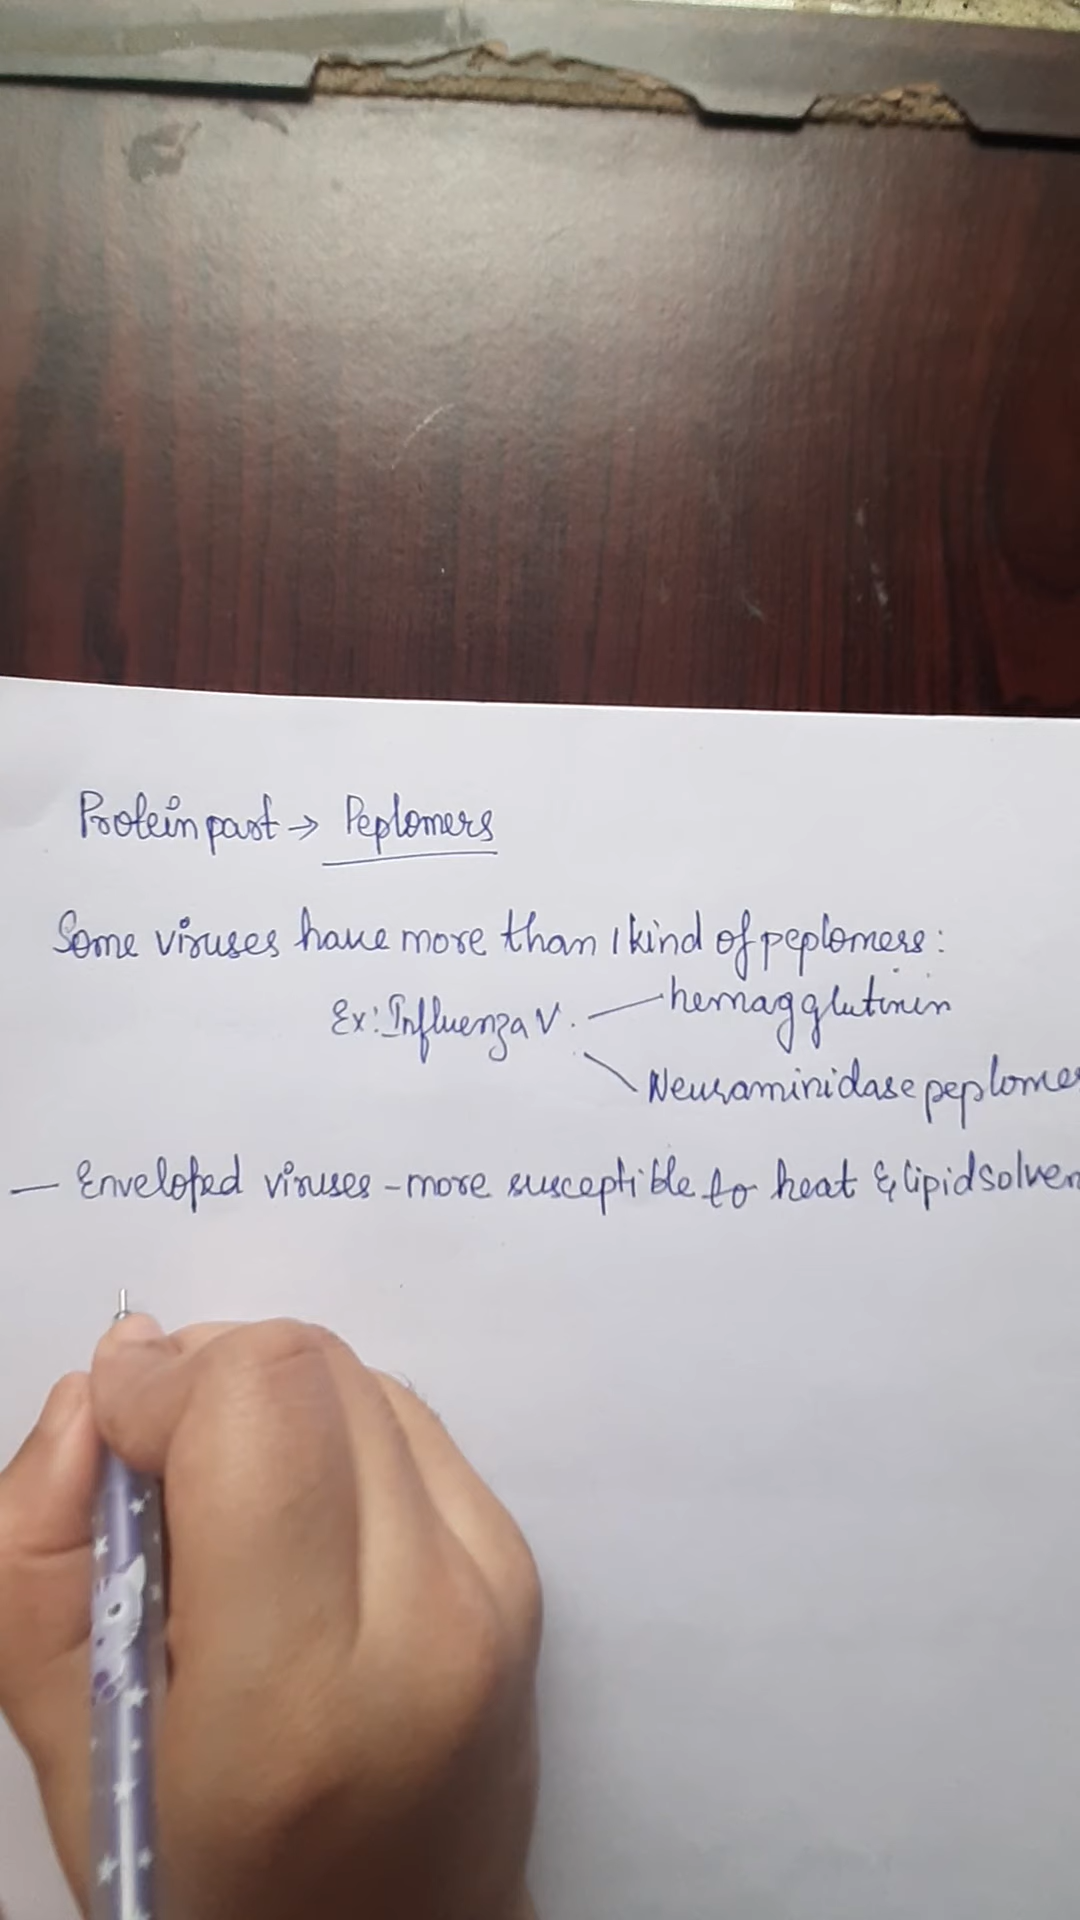 Protein part → Peplomers
Some viruses have more than 1 kind of peplomers:
Ex: Influenza V. — hemagglutinin
Neuraminidase peplomer
— Enveloped viruses - more susceptible to heat & lipid solven